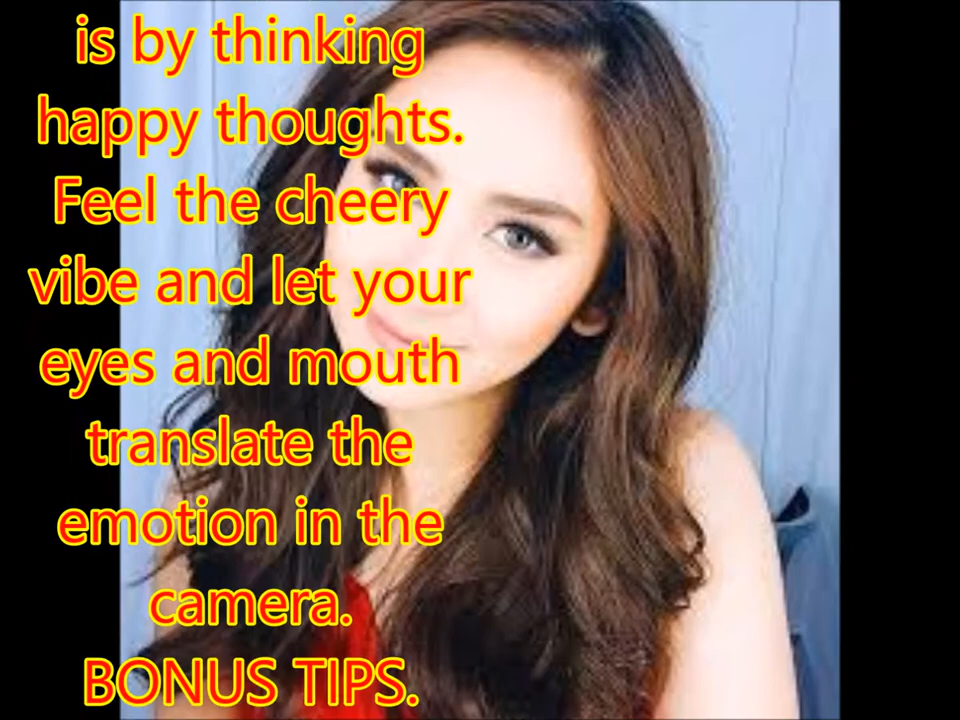 is by thinking
happy thoughts.
Feel the cheery
vibe and let your
eyes and mouth
translate the
emotion in the
camera.
BONUS TIPS.